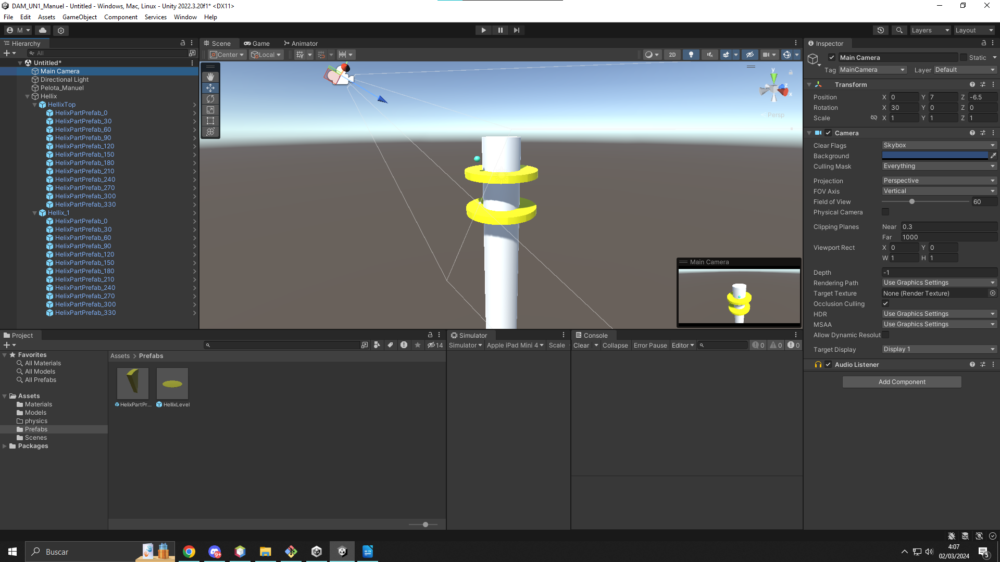 DAM_UN1_Manuel - Untitled - Windows, Mac, Linux - Unity 2022.3.20f1* <DX11>
File Edit Assets GameObject Component Services Window Help
M Layers Layout
Hierarchy
All
Untitled*
Main Camera
Directional Light
Pelota_Manuel
Hellix
HellixTop
HelixPartPrefab_0
HelixPartPrefab_30
HelixPartPrefab_60
HelixPartPrefab_90
HelixPartPrefab_120
HelixPartPrefab_150
HelixPartPrefab_180
HelixPartPrefab_210
HelixPartPrefab_240
HelixPartPrefab_270
HelixPartPrefab_300
HelixPartPrefab_330
Hellix_1
HelixPartPrefab_0
HelixPartPrefab_30
HelixPartPrefab_60
HelixPartPrefab_90
HelixPartPrefab_120
HelixPartPrefab_150
HelixPartPrefab_180
HelixPartPrefab_210
HelixPartPrefab_240
HelixPartPrefab_270
HelixPartPrefab_300
HelixPartPrefab_330
Scene Game Animator
Center Local 2D
y
z
x
Persp
Main Camera
Inspector
Main Camera Static
Tag MainCamera Layer Default
Transform
Position X 0 Y 7 Z -6.5
Rotation X 30 Y 0 Z 0
Scale X 1 Y 1 Z 1
Camera
Clear Flags Skybox
Background
Culling Mask Everything
Projection Perspective
FOV Axis Vertical
Field of View 60
Physical Camera
Clipping Planes Near 0.3
Far 1000
Viewport Rect X 0 Y 0
W 1 H 1
Depth -1
Rendering Path Use Graphics Settings
Target Texture None (Render Texture)
Occlusion Culling
HDR Use Graphics Settings
MSAA Use Graphics Settings
Allow Dynamic Resolut
Target Display Display 1
Audio Listener
Add Component
Project
14
Favorites
All Materials
All Models
All Prefabs
Assets
Materials
Models
physics
Prefabs
Scenes
Packages
Assets > Prefabs
HelixPartPr... HellixLevel
Simulator
Simulator Apple iPad Mini 4 Scale
Console
Clear Collapse Error Pause Editor 0 0 0
Buscar
9+
4:07
02/03/2024
5